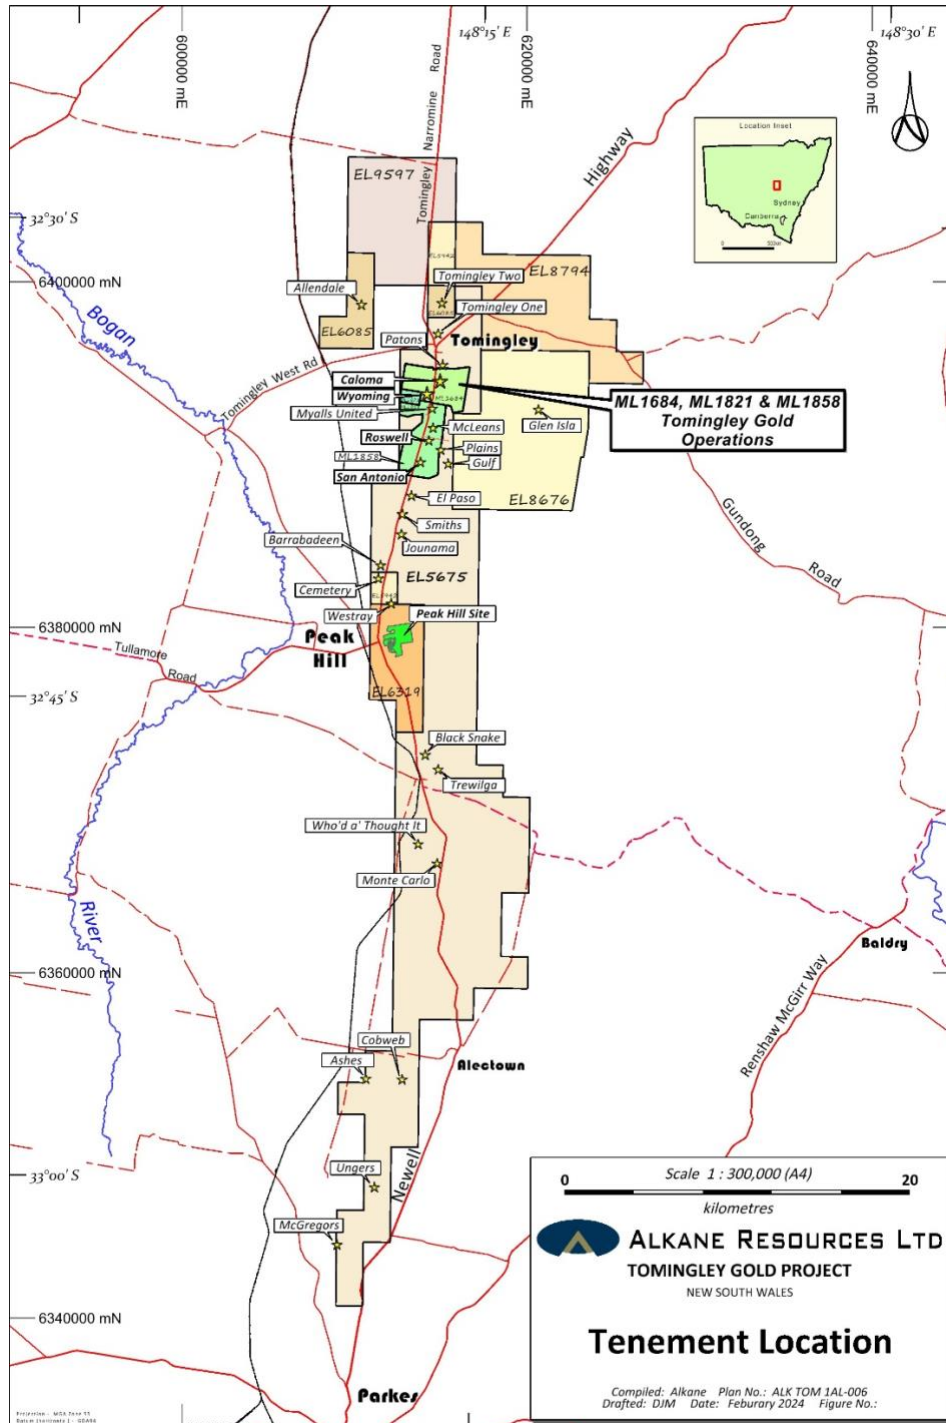 600000 mE
148°15' E
620000 mE
640000 mE
148°30' E
Tomingley Narromine Road
Highway
Location Inset
Sydney
Canberra
0
EL9597
32°30' S
EL8794
Tomingley Two
Allendale
6400000 mN
Tomingley One
EL6085
Patons
Tomingley
Bogan
Tomingley West Rd
Caloma
Wyoming
ML1684
ML1684, ML1821 & ML1858
Tomingley Gold
Operations
Myalls United
Glen Isla
McLeans
Roswell
Plains
ML1858
Gulf
San Antonio
EL8676
El Paso
Smiths
Gundong
Road
Barrabadeen
Jounama
EL5675
Cemetery
Westray
Peak Hill Site
6380000 mN
Peak
Hill
Tullamore
Road
EL6319
32°45' S
Black Snake
Trewilga
Who'd a' Thought It
Monte Carlo
River
Baldry
6360000 mN
Renshaw McGirr Way
Cobweb
Ashes
Alectown
33°00' S
Ungers
Newell
McGregors
6340000 mN
Parkes
Scale 1 : 300,000 (A4)
0
20
kilometres
ALKANE RESOURCES LTD
TOMINGLEY GOLD PROJECT
NEW SOUTH WALES
Tenement Location
Compiled: Alkane Plan No.: ALK TOM 1AL-006
Drafted: DJM Date: Feburary 2024 Figure No.: